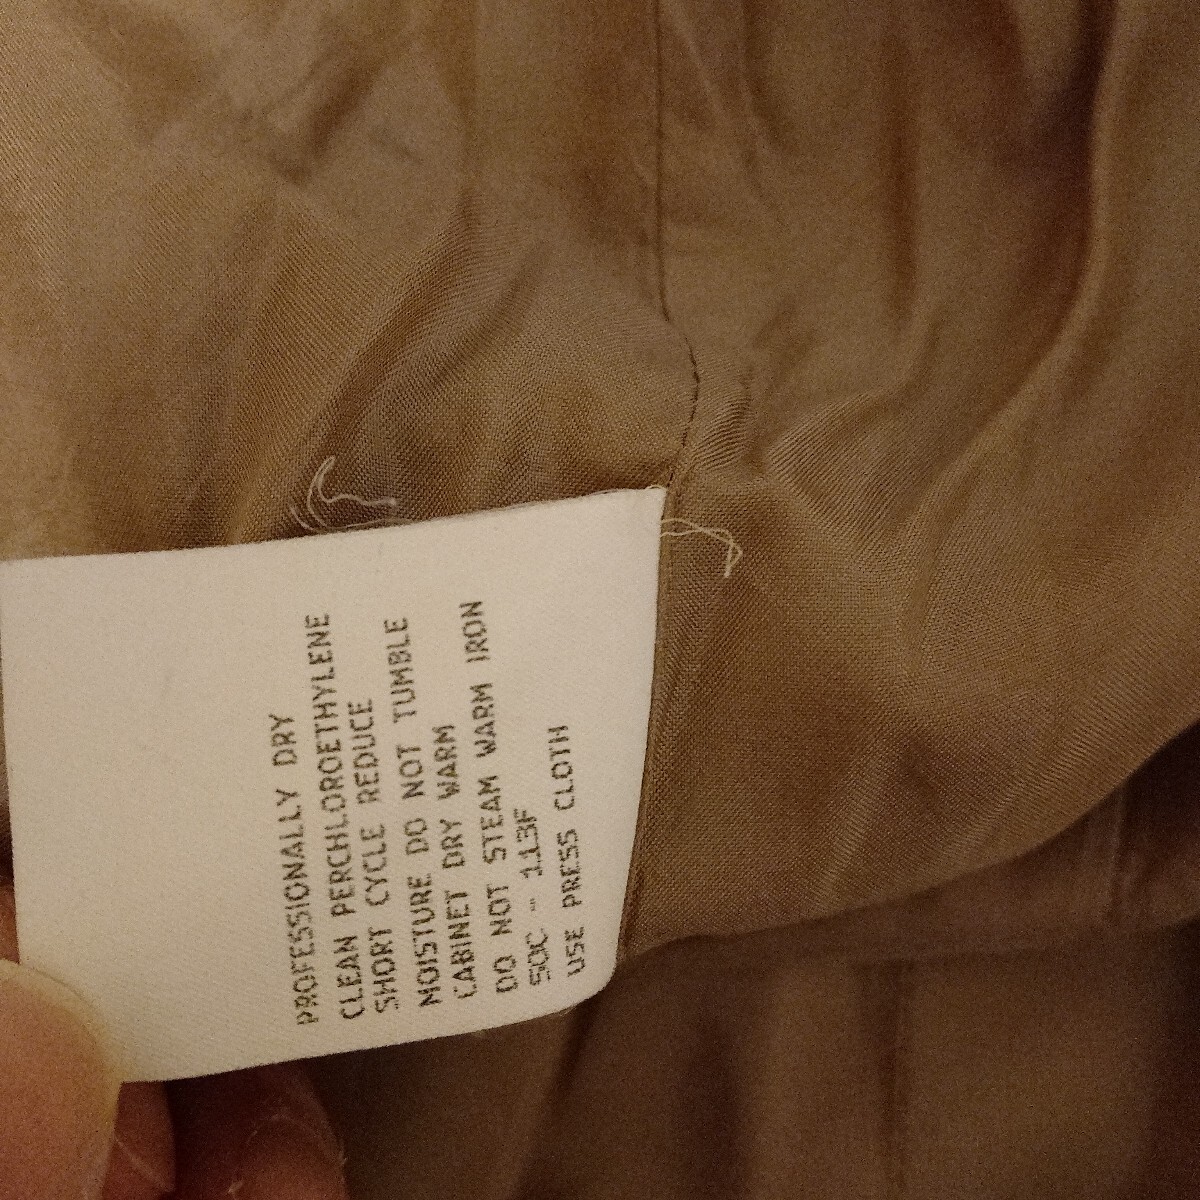 PROFESSIONALLY DRY
CLEAN PERCHLOROETHYLENE
SHORT CYCLE REDUCE
MOISTURE DO NOT TUMBLE
CABINET DRY WARM
DO NOT STEAM WARM IRON
50C - 113F
USE PRESS CLOTH